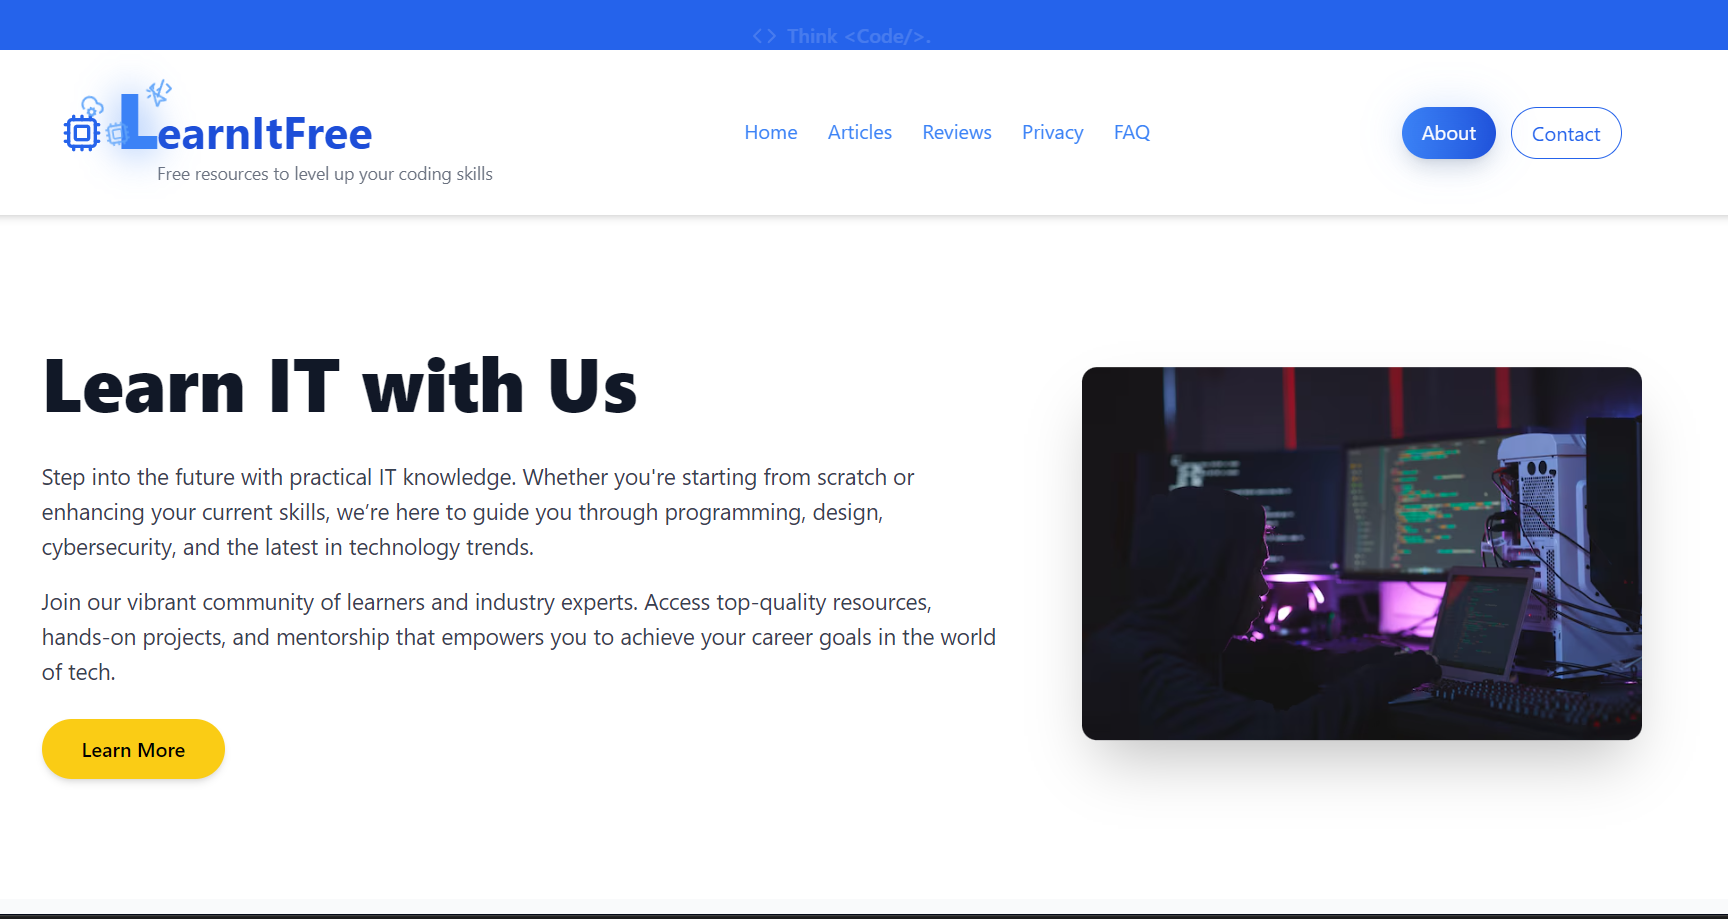 <> Think <Code/>.
LearnItFree
Free resources to level up your coding skills
Home Articles Reviews Privacy FAQ
About Contact
Learn IT with Us
Step into the future with practical IT knowledge. Whether you're starting from scratch or
enhancing your current skills, we’re here to guide you through programming, design,
cybersecurity, and the latest in technology trends.
Join our vibrant community of learners and industry experts. Access top-quality resources,
hands-on projects, and mentorship that empowers you to achieve your career goals in the world
of tech.
Learn More